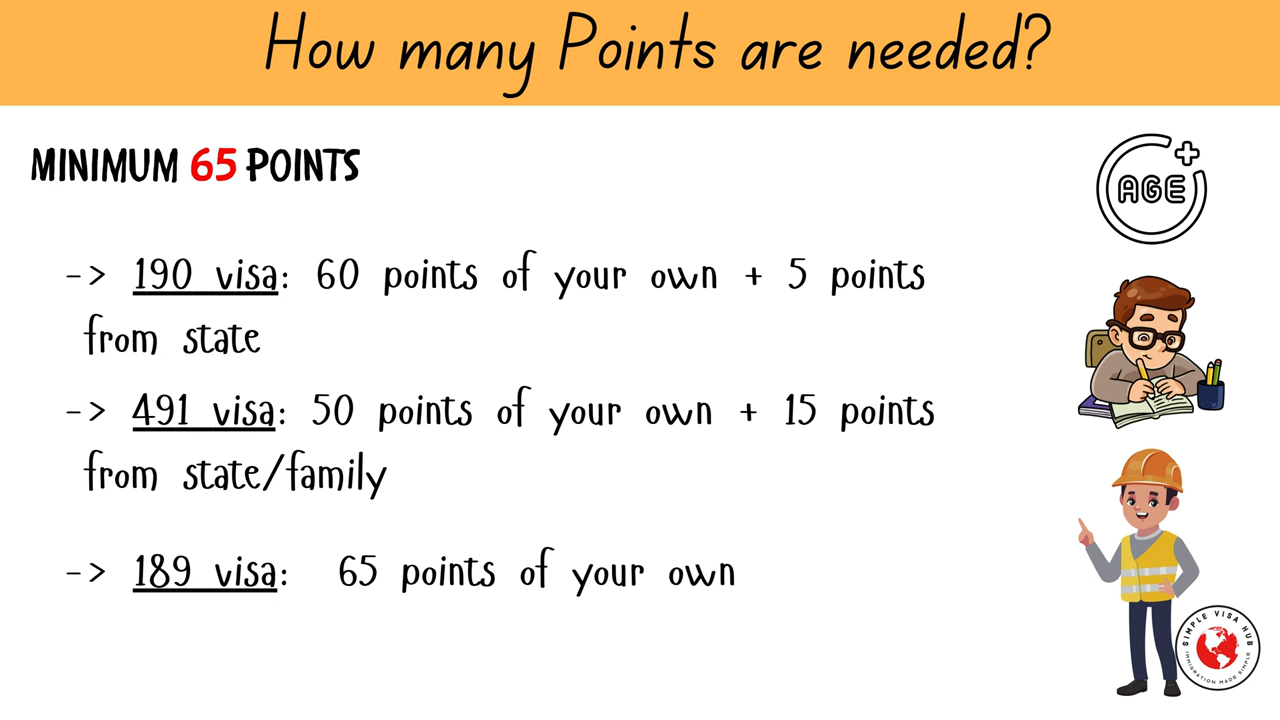 How many Points are needed?
MINIMUM 65 POINTS
-> 190 visa: 60 points of your own + 5 points
from state
-> 491 visa: 50 points of your own + 15 points
from state/family
-> 189 visa: 65 points of your own
AGE+
SIMPLE VISA HUB
IMMIGRATION MADE SIMPLE